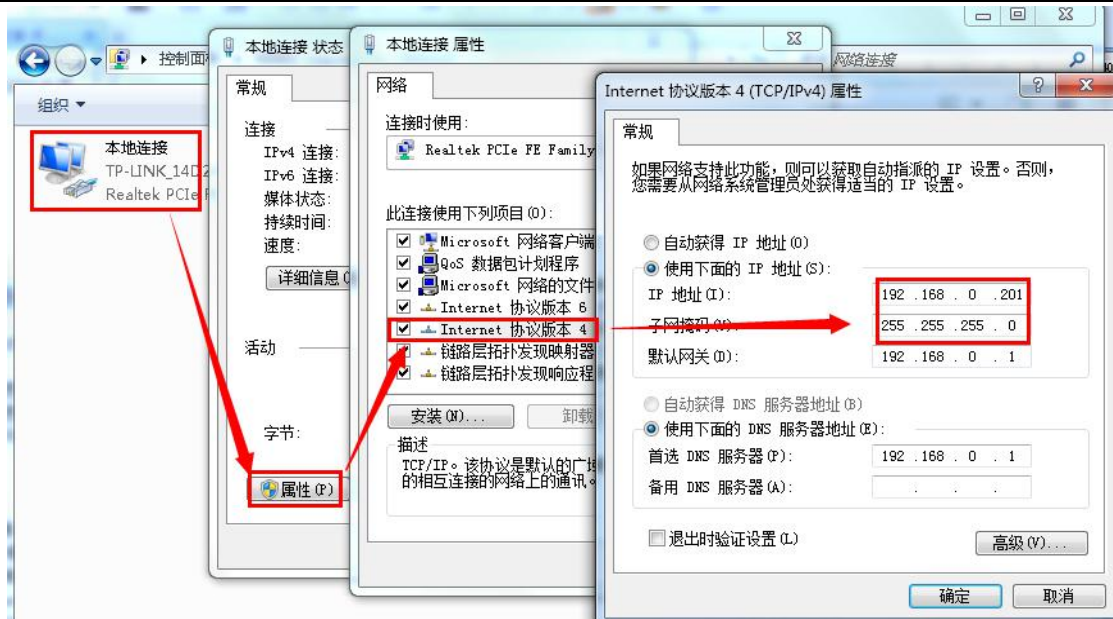 控制面
网络连接
组织
本地连接
TP-LINK_14D2
Realtek PCIe F
本地连接 状态
常规
连接
IPv4 连接:
IPv6 连接:
媒体状态:
持续时间:
速度:
详细信息(
活动
字节:
属性(P)
本地连接 属性
网络
连接时使用:
Realtek PCIe FE Family
此连接使用下列项目(O):
Microsoft 网络客户端
QoS 数据包计划程序
Microsoft 网络的文件
Internet 协议版本 6
Internet 协议版本 4
链路层拓扑发现映射器
链路层拓扑发现响应程
安装(N)...
卸载
描述
TCP/IP。该协议是默认的广域
的相互连接的网络上的通讯。
Internet 协议版本 4 (TCP/IPv4) 属性
常规
如果网络支持此功能，则可以获取自动指派的 IP 设置。否则，
您需要从网络系统管理员处获得适当的 IP 设置。
自动获得 IP 地址(O)
使用下面的 IP 地址(S):
IP 地址(I): 192 .168 . 0 .201
子网掩码(U): 255 .255 .255 . 0
默认网关(D): 192 .168 . 0 . 1
自动获得 DNS 服务器地址(B)
使用下面的 DNS 服务器地址(E):
首选 DNS 服务器(P): 192 .168 . 0 . 1
备用 DNS 服务器(A): . . .
退出时验证设置(L)
高级(V)...
确定
取消